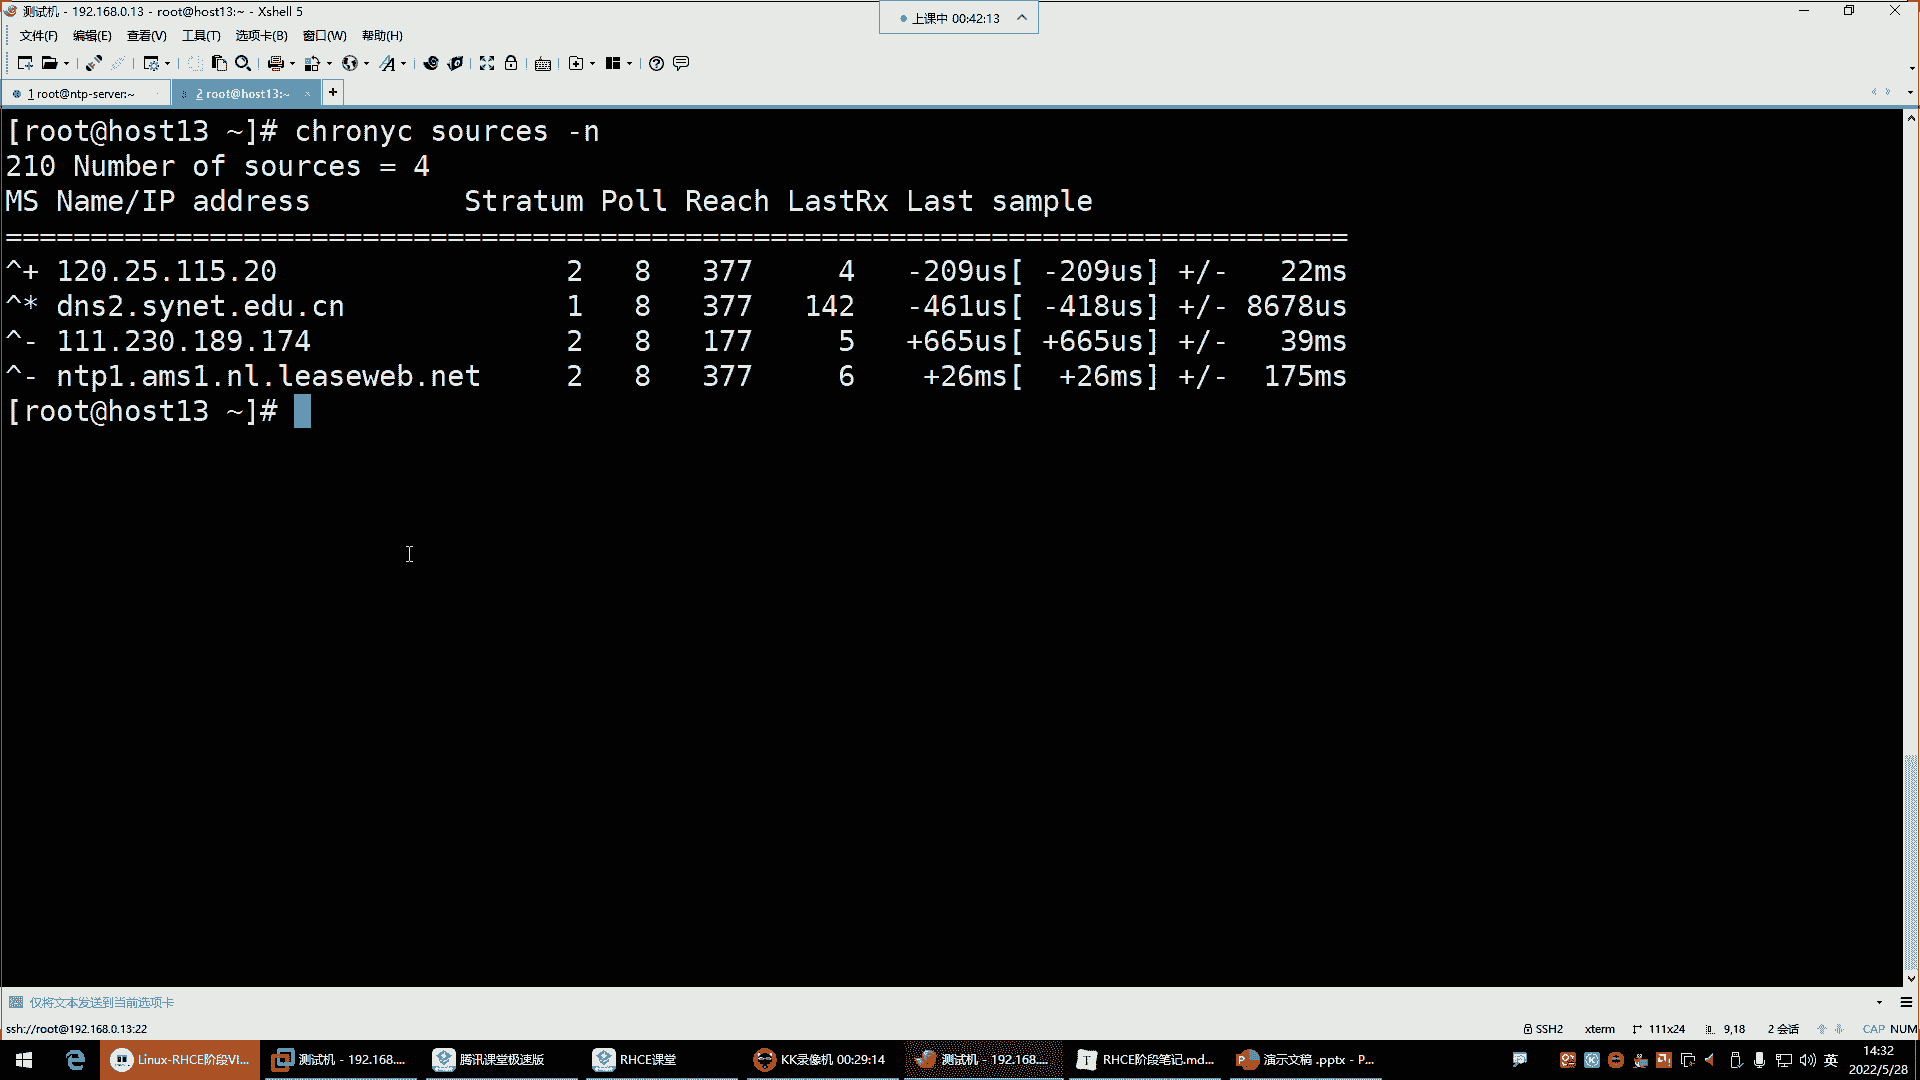 测试机 - 192.168.0.13 - root@host13:~ - Xshell 5
上课中 00:42:13
文件(F) 编辑(E) 查看(V) 工具(T) 选项卡(B) 窗口(W) 帮助(H)
1 root@ntp-server:~ 2 root@host13:~ × +
[root@host13 ~]# chronyc sources -n
210 Number of sources = 4
MS Name/IP address         Stratum Poll Reach LastRx Last sample
===============================================================================
^+ 120.25.115.20                 2   8   377     4   -209us[ -209us] +/-   22ms
^* dns2.synet.edu.cn             1   8   377   142   -461us[ -418us] +/- 8678us
^- 111.230.189.174               2   8   177     5   +665us[ +665us] +/-   39ms
^- ntp1.ams1.nl.leaseweb.net     2   8   377     6    +26ms[  +26ms] +/-  175ms
[root@host13 ~]#
仅将文本发送到当前选项卡
ssh://root@192.168.0.13:22 SSH2 xterm 111x24 9,18 2 会话 CAP NUM
Linux-RHCE阶段VI... 测试机 - 192.168.... 腾讯课堂极速版 RHCE课堂 KK录像机 00:29:14 测试机 - 192.168.... RHCE阶段笔记.md... 演示文稿 .pptx - P... 英 14:32
2022/5/28